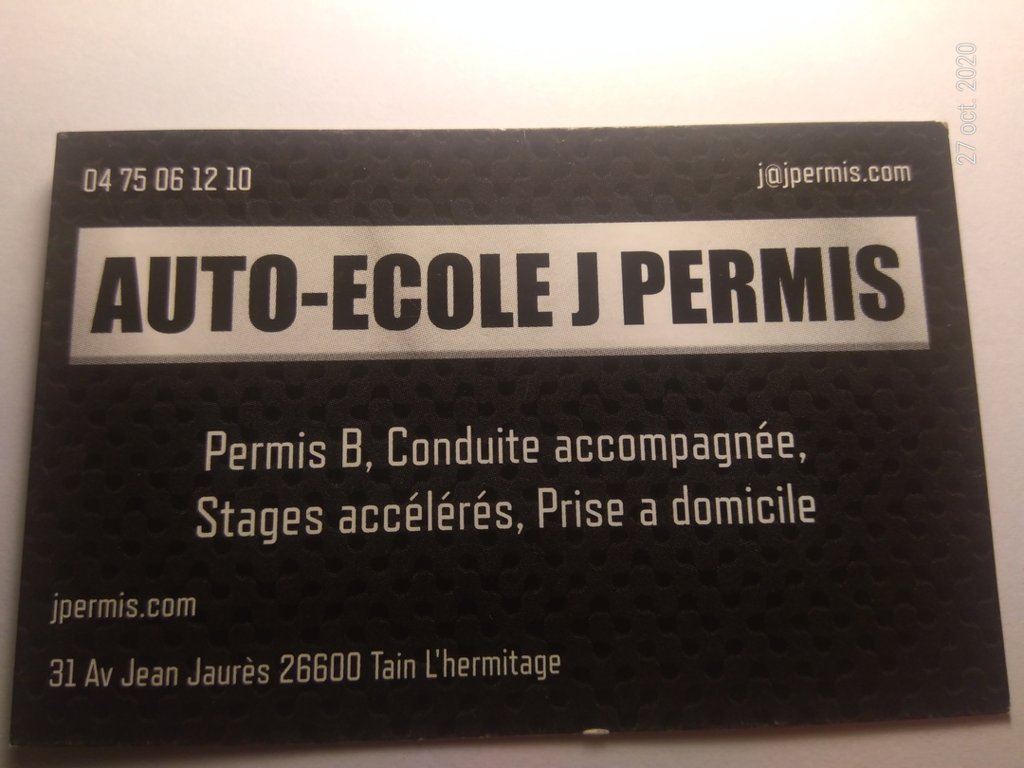 27 oct. 2020
04 75 06 12 10
j@jpermis.com
AUTO-ECOLE J PERMIS
Permis B, Conduite accompagnée,
Stages accélérés, Prise a domicile
jpermis.com
31 Av Jean Jaurès 26600 Tain L'hermitage